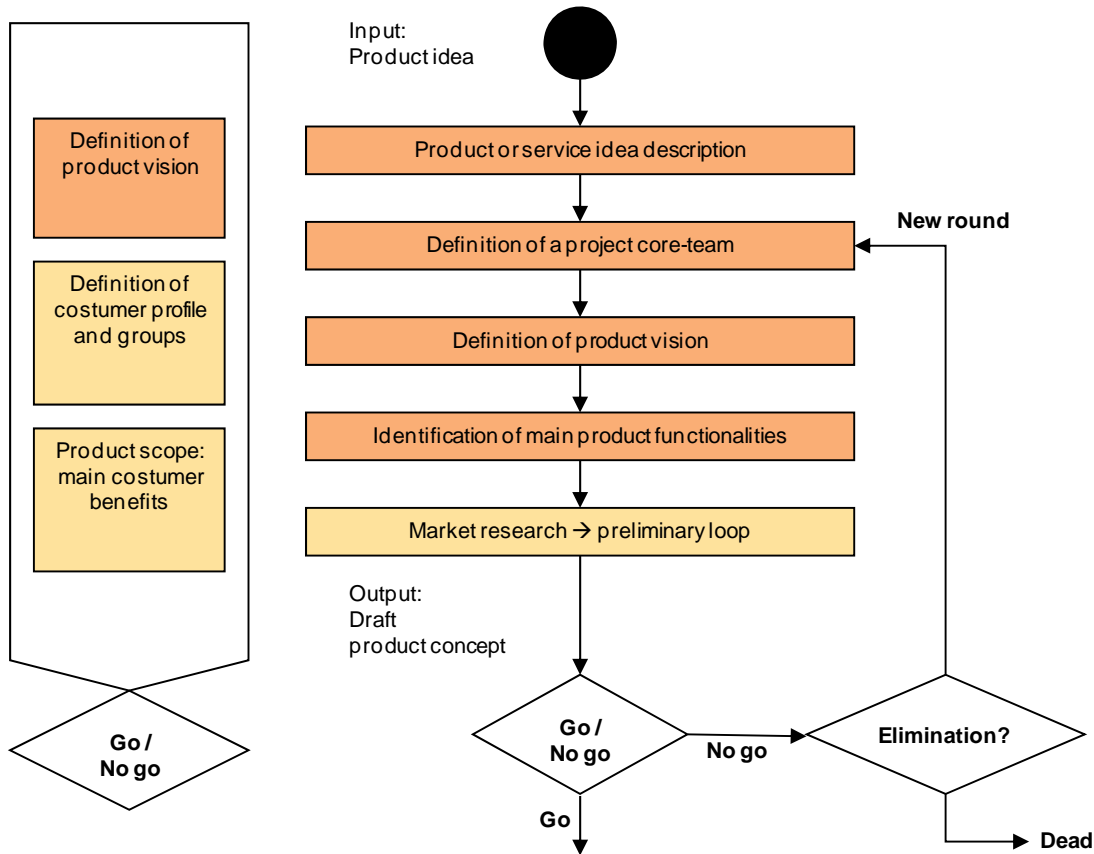 Definition of
product vision
Definition of
costumer profile
and groups
Product scope:
main costumer
benefits
Go /
No go
Input:
Product idea
Product or service idea description
Definition of a project core-team
New round
Definition of product vision
Identification of main product functionalities
Market research → preliminary loop
Output:
Draft
product concept
Go /
No go
No go
Elimination?
Go
Dead